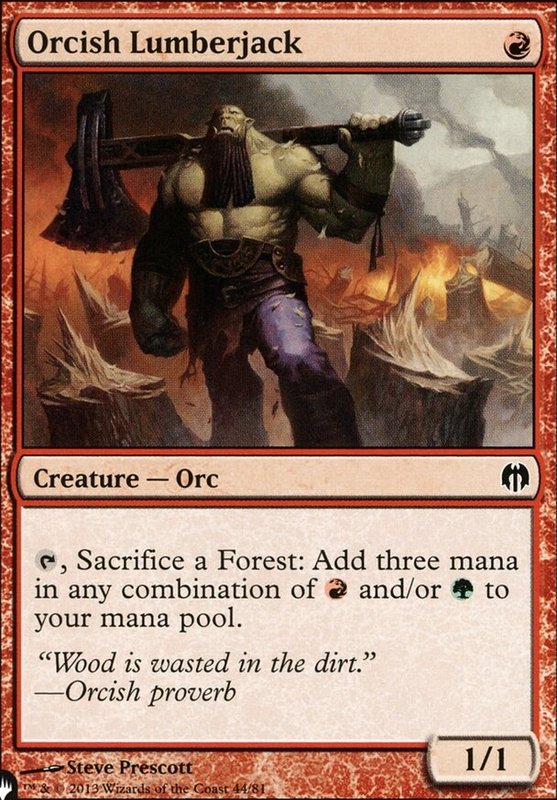 Orcish Lumberjack
Creature — Orc
, Sacrifice a Forest: Add three mana
in any combination of and/or to
your mana pool.
“Wood is wasted in the dirt.”
—Orcish proverb
Steve Prescott
1/1
™ & © 2013 Wizards of the Coast 44/81